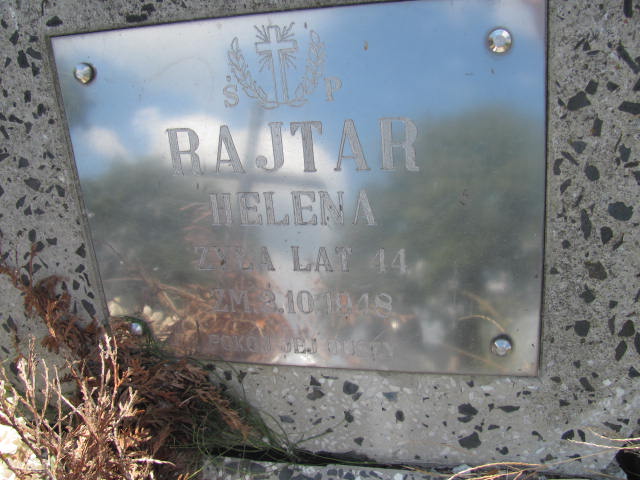 Ś P
RAJTAR
HELENA
ŻYŁA LAT 44
ZM. 3.10.1948
POKÓJ JEJ DUSZY